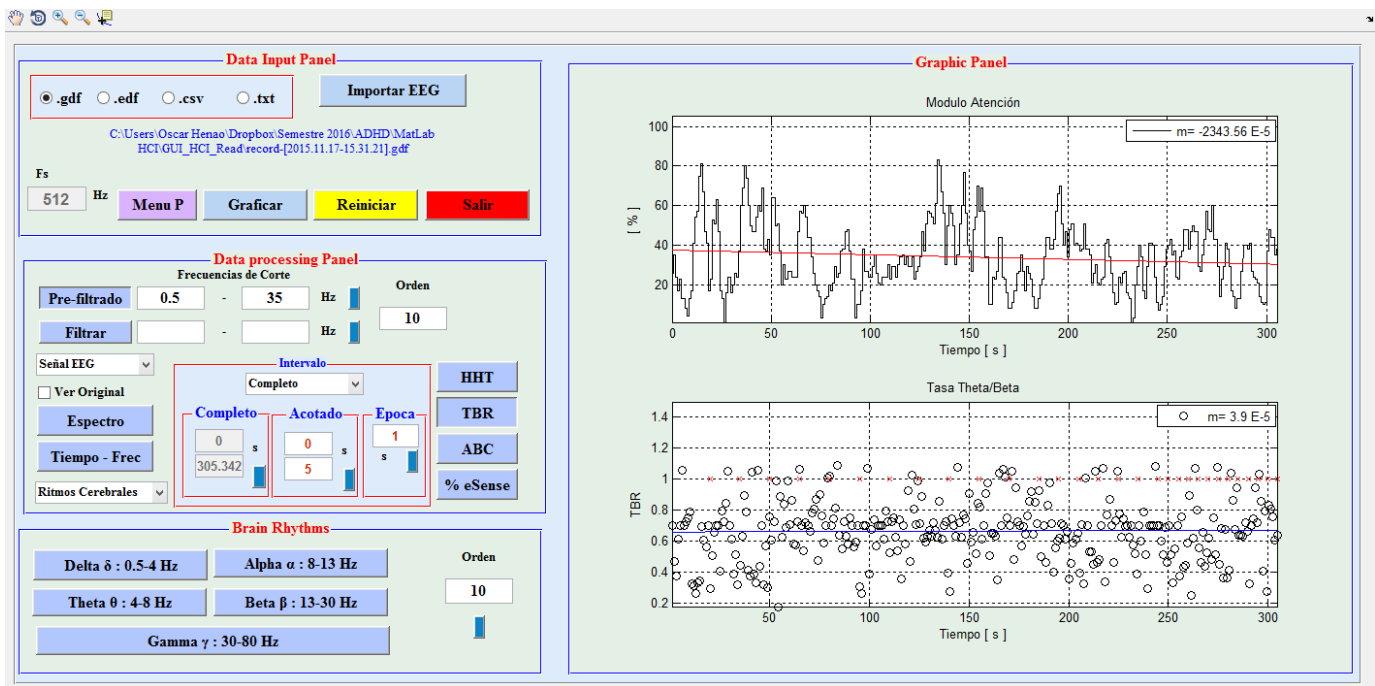 Data Input Panel
.gdf .edf .csv .txt
Importar EEG
C:\Users\Oscar Henao\Dropbox\Semestre 2016\ADHD\MatLab
HCI\GUI_HCI_Read\record-[2015.11.17-15.31.21].gdf
Fs
512 Hz
Menu P Graficar Reiniciar Salir
Data processing Panel
Frecuencias de Corte
Pre-filtrado 0.5 - 35 Hz
Orden
10
Filtrar - Hz
Señal EEG
Ver Original
Espectro
Tiempo - Frec
Ritmos Cerebrales
Intervalo
Completo
Completo
0
305.342
s
Acotado
0
5
s
Epoca
1
s
HHT
TBR
ABC
% eSense
Brain Rhythms
Delta δ : 0.5-4 Hz
Alpha α : 8-13 Hz
Theta θ : 4-8 Hz
Beta β : 13-30 Hz
Gamma γ : 30-80 Hz
Orden
10
Graphic Panel
Modulo Atención
m= -2343.56 E-5
[ % ]
100
80
60
40
20
0 50 100 150 200 250 300
Tiempo [ s ]
Tasa Theta/Beta
m= 3.9 E-5
TBR
1.4
1.2
1
0.8
0.6
0.4
0.2
50 100 150 200 250 300
Tiempo [ s ]